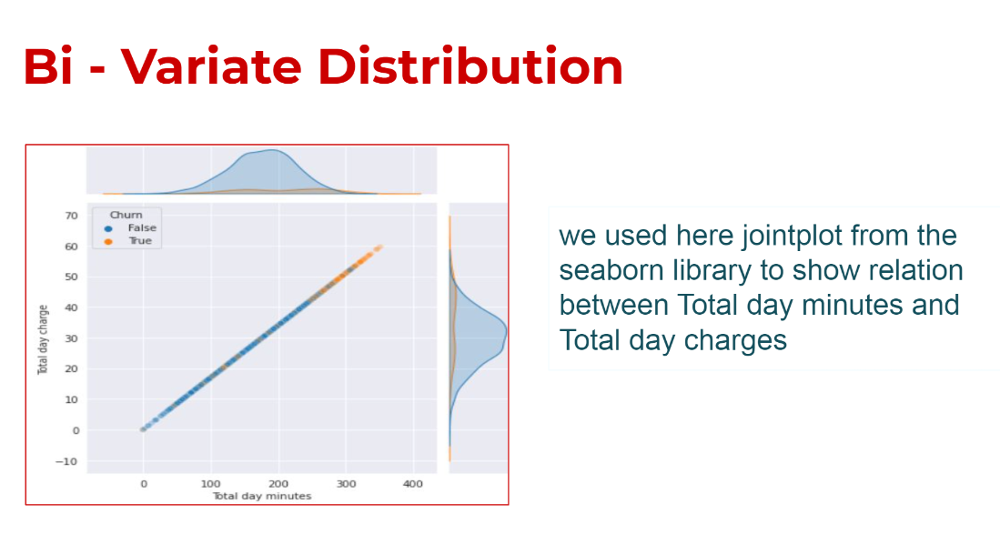 Bi - Variate Distribution
Churn
False
True
70
60
50
40
30
20
10
0
−10
Total day charge
0 100 200 300 400
Total day minutes
we used here jointplot from the
seaborn library to show relation
between Total day minutes and
Total day charges